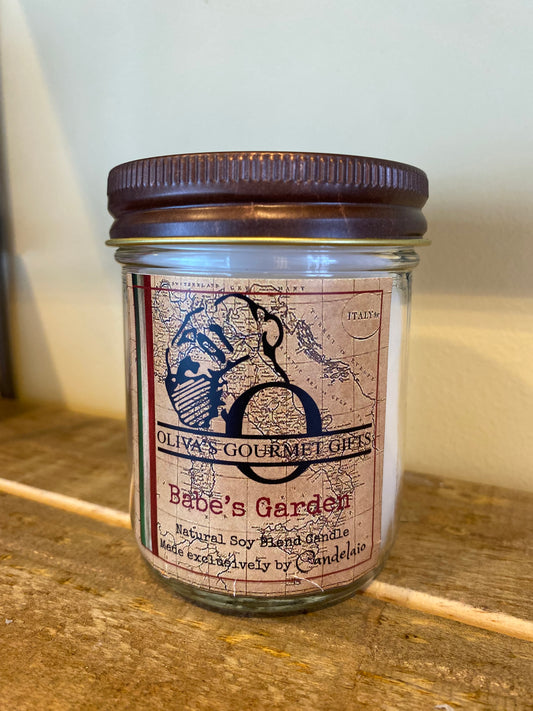 SWITZERLAND
GERMANY
ITALY
O
OLIVA'S GOURMET GIFTS
Babe's Garden
Natural Soy Blend Candle
Made exclusively by Candelaio